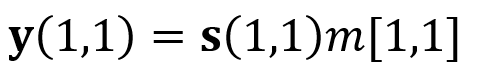 𝐲(1,1) = 𝐬(1,1)𝑚[1,1]